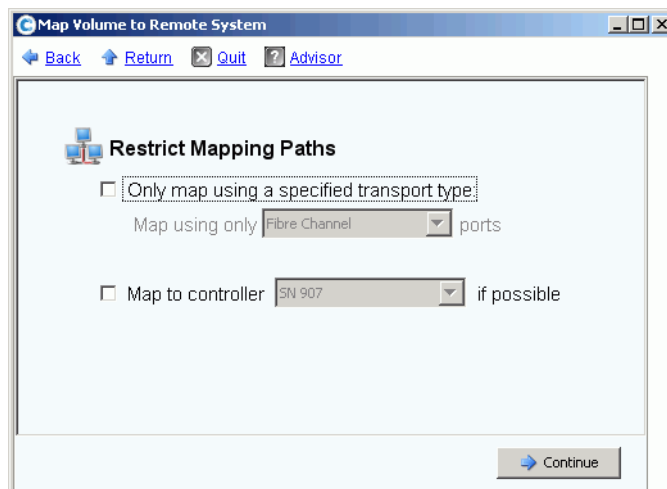 Map Volume to Remote System
Back Return Quit ? Advisor
Restrict Mapping Paths
Only map using a specified transport type:
Map using only Fibre Channel ports
Map to controller SN 907 if possible
Continue